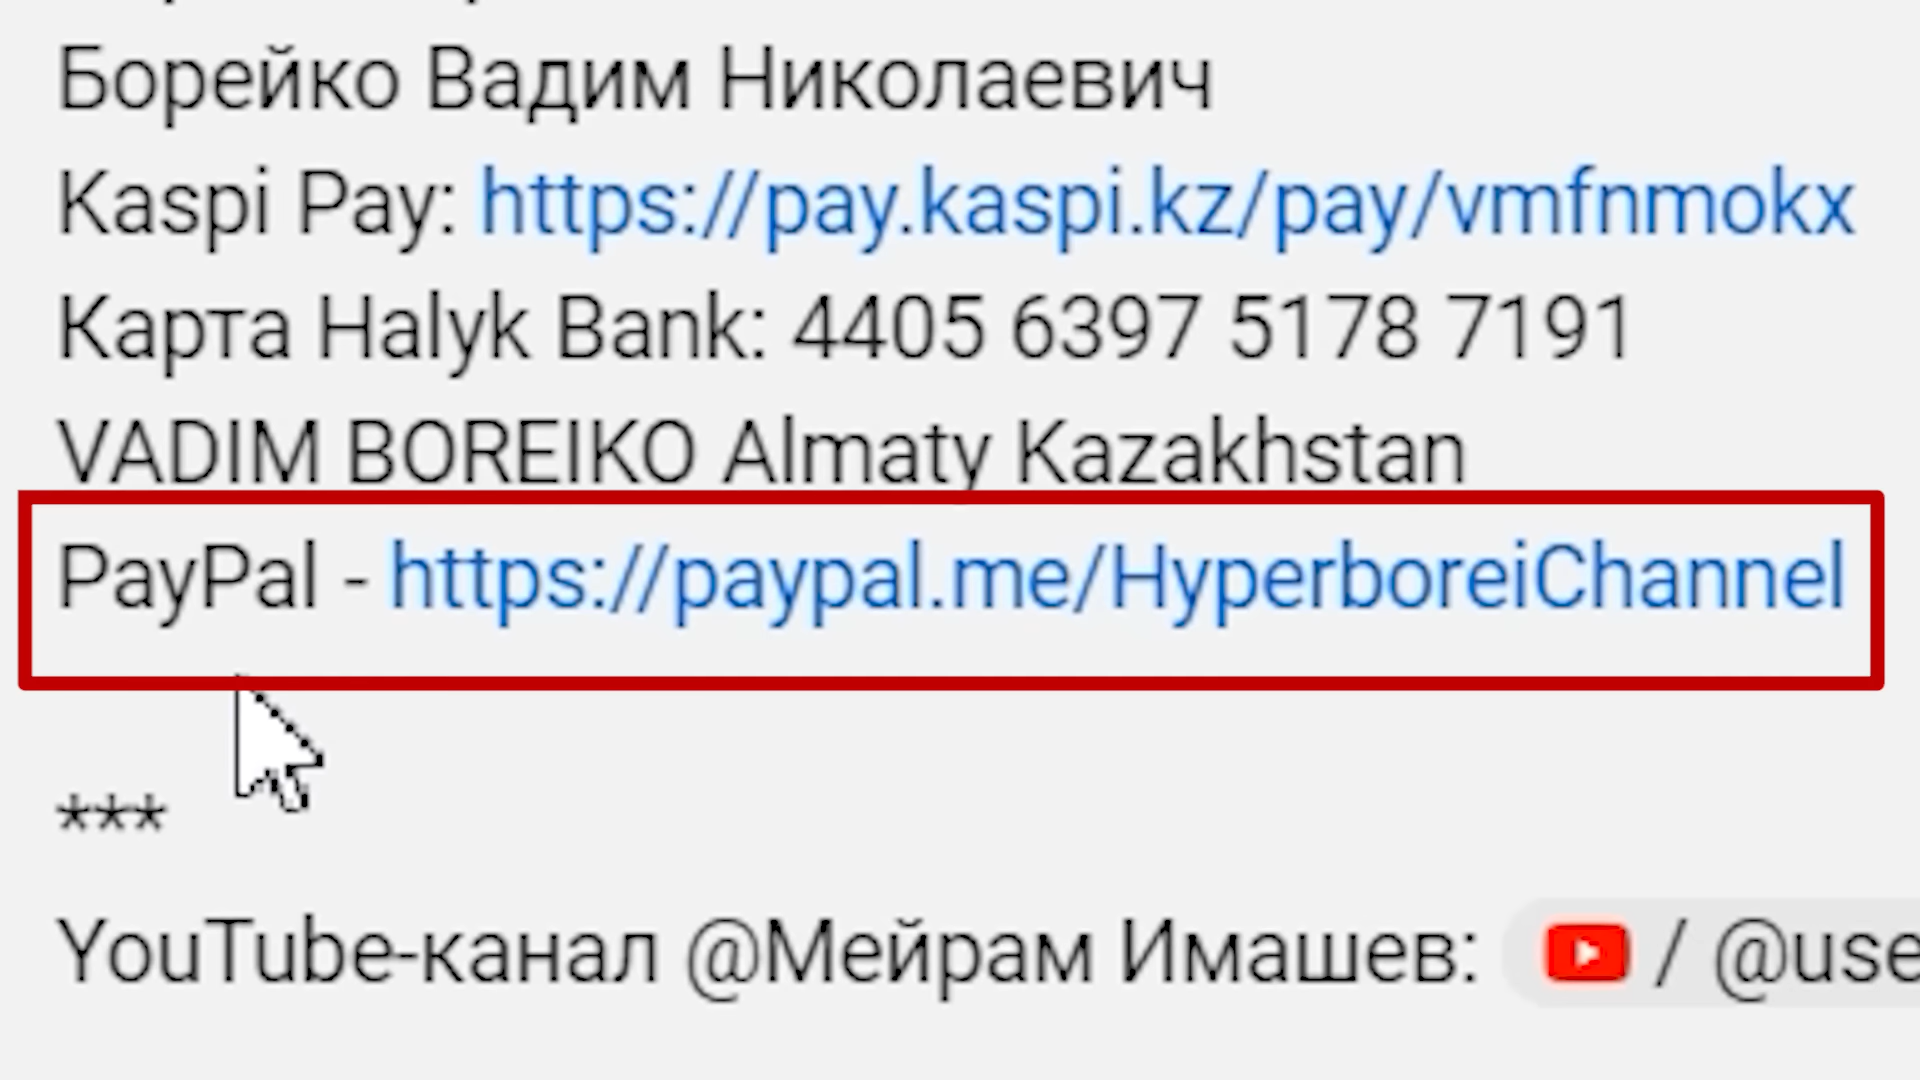 Борейко Вадим Николаевич
Kaspi Pay: https://pay.kaspi.kz/pay/vmfnmokx
Карта Halyk Bank: 4405 6397 5178 7191
VADIM BOREIKO Almaty Kazakhstan
PayPal - https://paypal.me/HyperboreiChannel
***
YouTube-канал @Мейрам Имашев: / @use